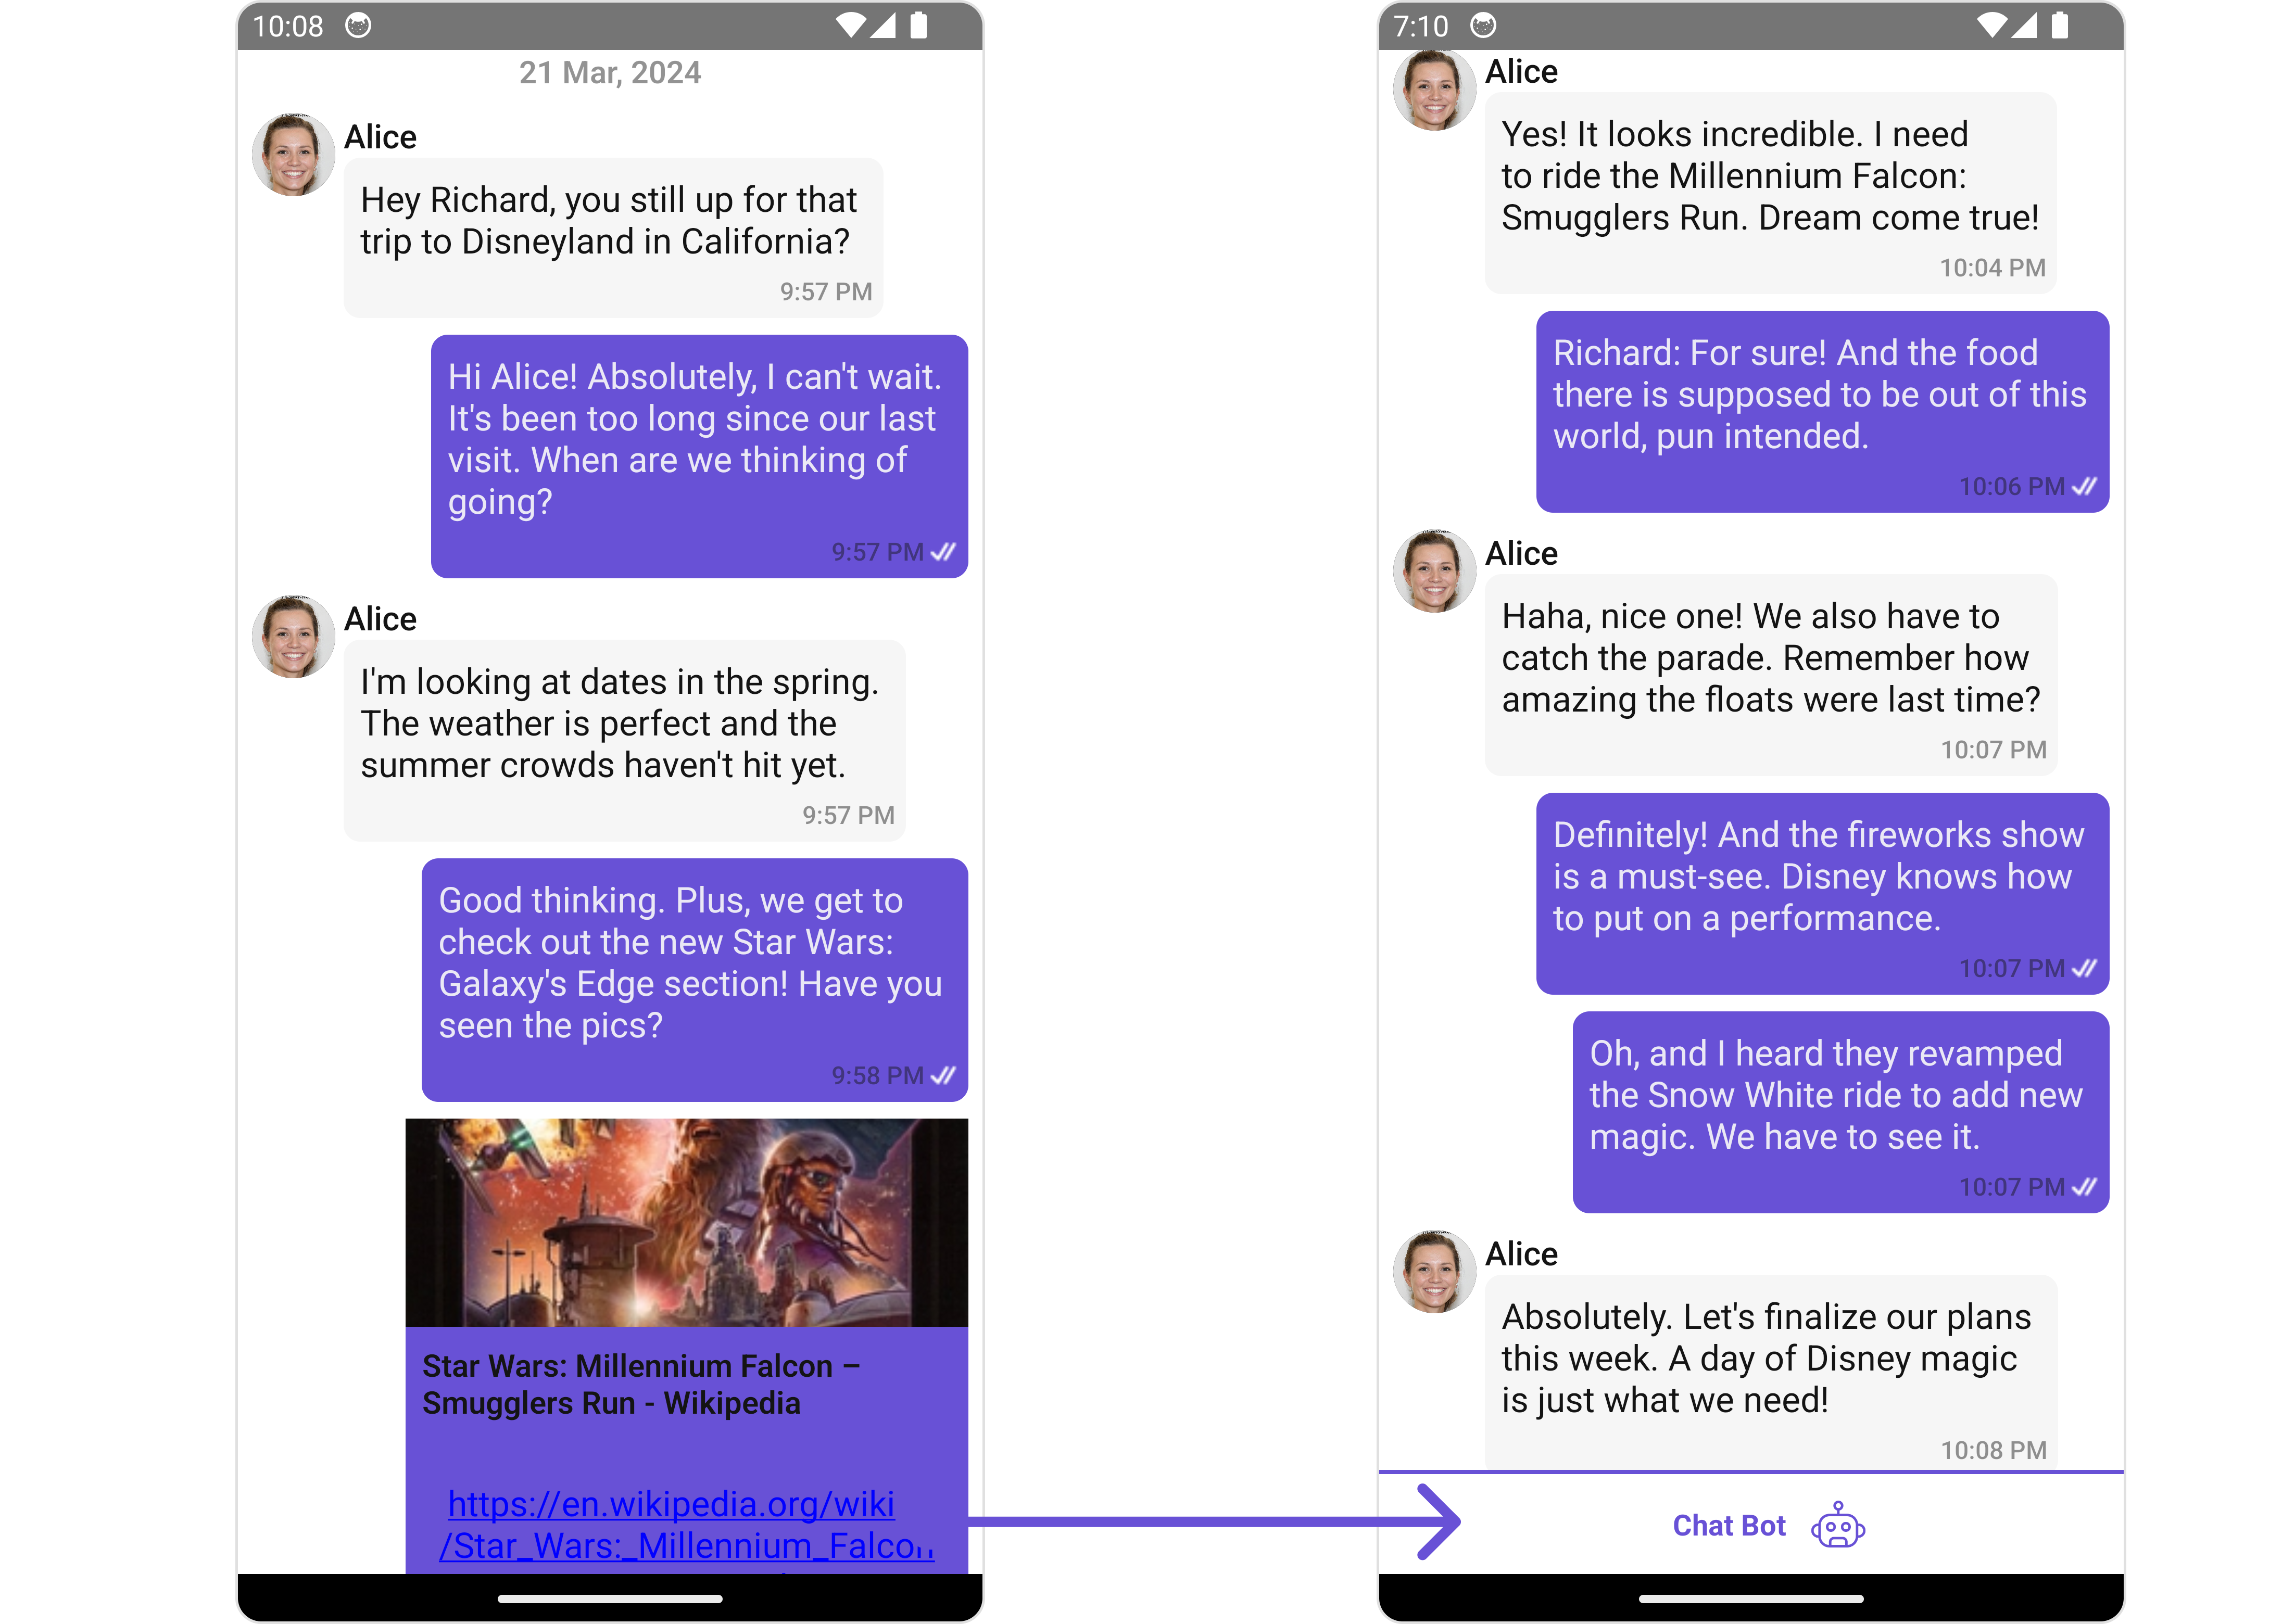 10:08
21 Mar, 2024
Alice
Hey Richard, you still up for that
trip to Disneyland in California?
9:57 PM
Hi Alice! Absolutely, I can't wait.
It's been too long since our last
visit. When are we thinking of
going?
9:57 PM
Alice
I'm looking at dates in the spring.
The weather is perfect and the
summer crowds haven't hit yet.
9:57 PM
Good thinking. Plus, we get to
check out the new Star Wars:
Galaxy's Edge section! Have you
seen the pics?
9:58 PM
Star Wars: Millennium Falcon –
Smugglers Run - Wikipedia
https://en.wikipedia.org/wiki
/Star_Wars:_Millennium_Falcon
7:10
Alice
Yes! It looks incredible. I need
to ride the Millennium Falcon:
Smugglers Run. Dream come true!
10:04 PM
Richard: For sure! And the food
there is supposed to be out of this
world, pun intended.
10:06 PM
Alice
Haha, nice one! We also have to
catch the parade. Remember how
amazing the floats were last time?
10:07 PM
Definitely! And the fireworks show
is a must-see. Disney knows how
to put on a performance.
10:07 PM
Oh, and I heard they revamped
the Snow White ride to add new
magic. We have to see it.
10:07 PM
Alice
Absolutely. Let's finalize our plans
this week. A day of Disney magic
is just what we need!
10:08 PM
Chat Bot